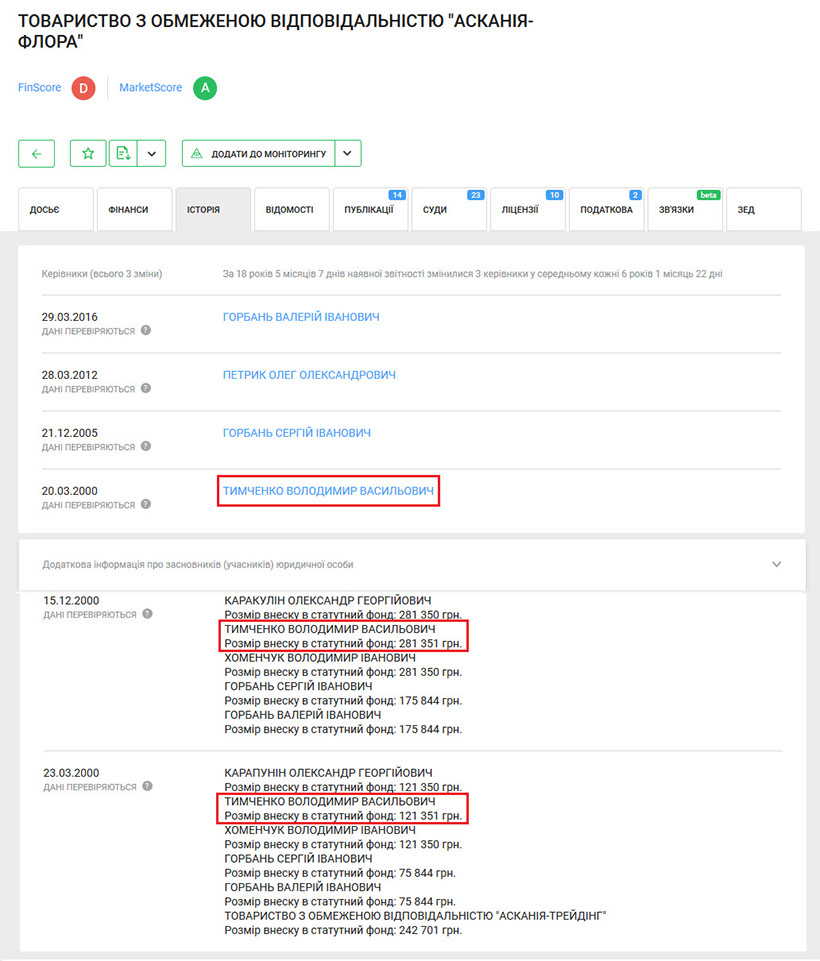 ТОВАРИСТВО З ОБМЕЖЕНОЮ ВІДПОВІДАЛЬНІСТЮ "АСКАНІЯ-
ФЛОРА"
FinScore D MarketScore A
ДОДАТИ ДО МОНІТОРИНГУ
14 23 10 2 beta
ДОСЬЄ ФІНАНСИ ІСТОРІЯ ВІДОМОСТІ ПУБЛІКАЦІЇ СУДИ ЛІЦЕНЗІЇ ПОДАТКОВА ЗВ'ЯЗКИ ЗЕД
Керівники (всього 3 зміни) За 18 років 5 місяців 7 днів наявної звітності змінилися 3 керівники у середньому кожні 6 років 1 місяць 22 дні
29.03.2016 ГОРБАНЬ ВАЛЕРІЙ ІВАНОВИЧ
ДАНІ ПЕРЕВІРЯЮТЬСЯ ?
28.03.2012 ПЕТРИК ОЛЕГ ОЛЕКСАНДРОВИЧ
ДАНІ ПЕРЕВІРЯЮТЬСЯ ?
21.12.2005 ГОРБАНЬ СЕРГІЙ ІВАНОВИЧ
ДАНІ ПЕРЕВІРЯЮТЬСЯ ?
20.03.2000 ТИМЧЕНКО ВОЛОДИМИР ВАСИЛЬОВИЧ
ДАНІ ПЕРЕВІРЯЮТЬСЯ ?
Додаткова інформація про засновників (учасників) юридичної особи
15.12.2000 КАРАКУЛІН ОЛЕКСАНДР ГЕОРГІЙОВИЧ
ДАНІ ПЕРЕВІРЯЮТЬСЯ ? Розмір внеску в статутний фонд: 281 350 грн.
ТИМЧЕНКО ВОЛОДИМИР ВАСИЛЬОВИЧ
Розмір внеску в статутний фонд: 281 351 грн.
ХОМЕНЧУК ВОЛОДИМИР ІВАНОВИЧ
Розмір внеску в статутний фонд: 281 350 грн.
ГОРБАНЬ СЕРГІЙ ІВАНОВИЧ
Розмір внеску в статутний фонд: 175 844 грн.
ГОРБАНЬ ВАЛЕРІЙ ІВАНОВИЧ
Розмір внеску в статутний фонд: 175 844 грн.
23.03.2000 КАРАПУНІН ОЛЕКСАНДР ГЕОРГІЙОВИЧ
ДАНІ ПЕРЕВІРЯЮТЬСЯ ? Розмір внеску в статутний фонд: 121 350 грн.
ТИМЧЕНКО ВОЛОДИМИР ВАСИЛЬОВИЧ
Розмір внеску в статутний фонд: 121 351 грн.
ХОМЕНЧУК ВОЛОДИМИР ІВАНОВИЧ
Розмір внеску в статутний фонд: 121 350 грн.
ГОРБАНЬ СЕРГІЙ ІВАНОВИЧ
Розмір внеску в статутний фонд: 75 844 грн.
ГОРБАНЬ ВАЛЕРІЙ ІВАНОВИЧ
Розмір внеску в статутний фонд: 75 844 грн.
ТОВАРИСТВО З ОБМЕЖЕНОЮ ВІДПОВІДАЛЬНІСТЮ "АСКАНІЯ-ТРЕЙДІНГ"
Розмір внеску в статутний фонд: 242 701 грн.